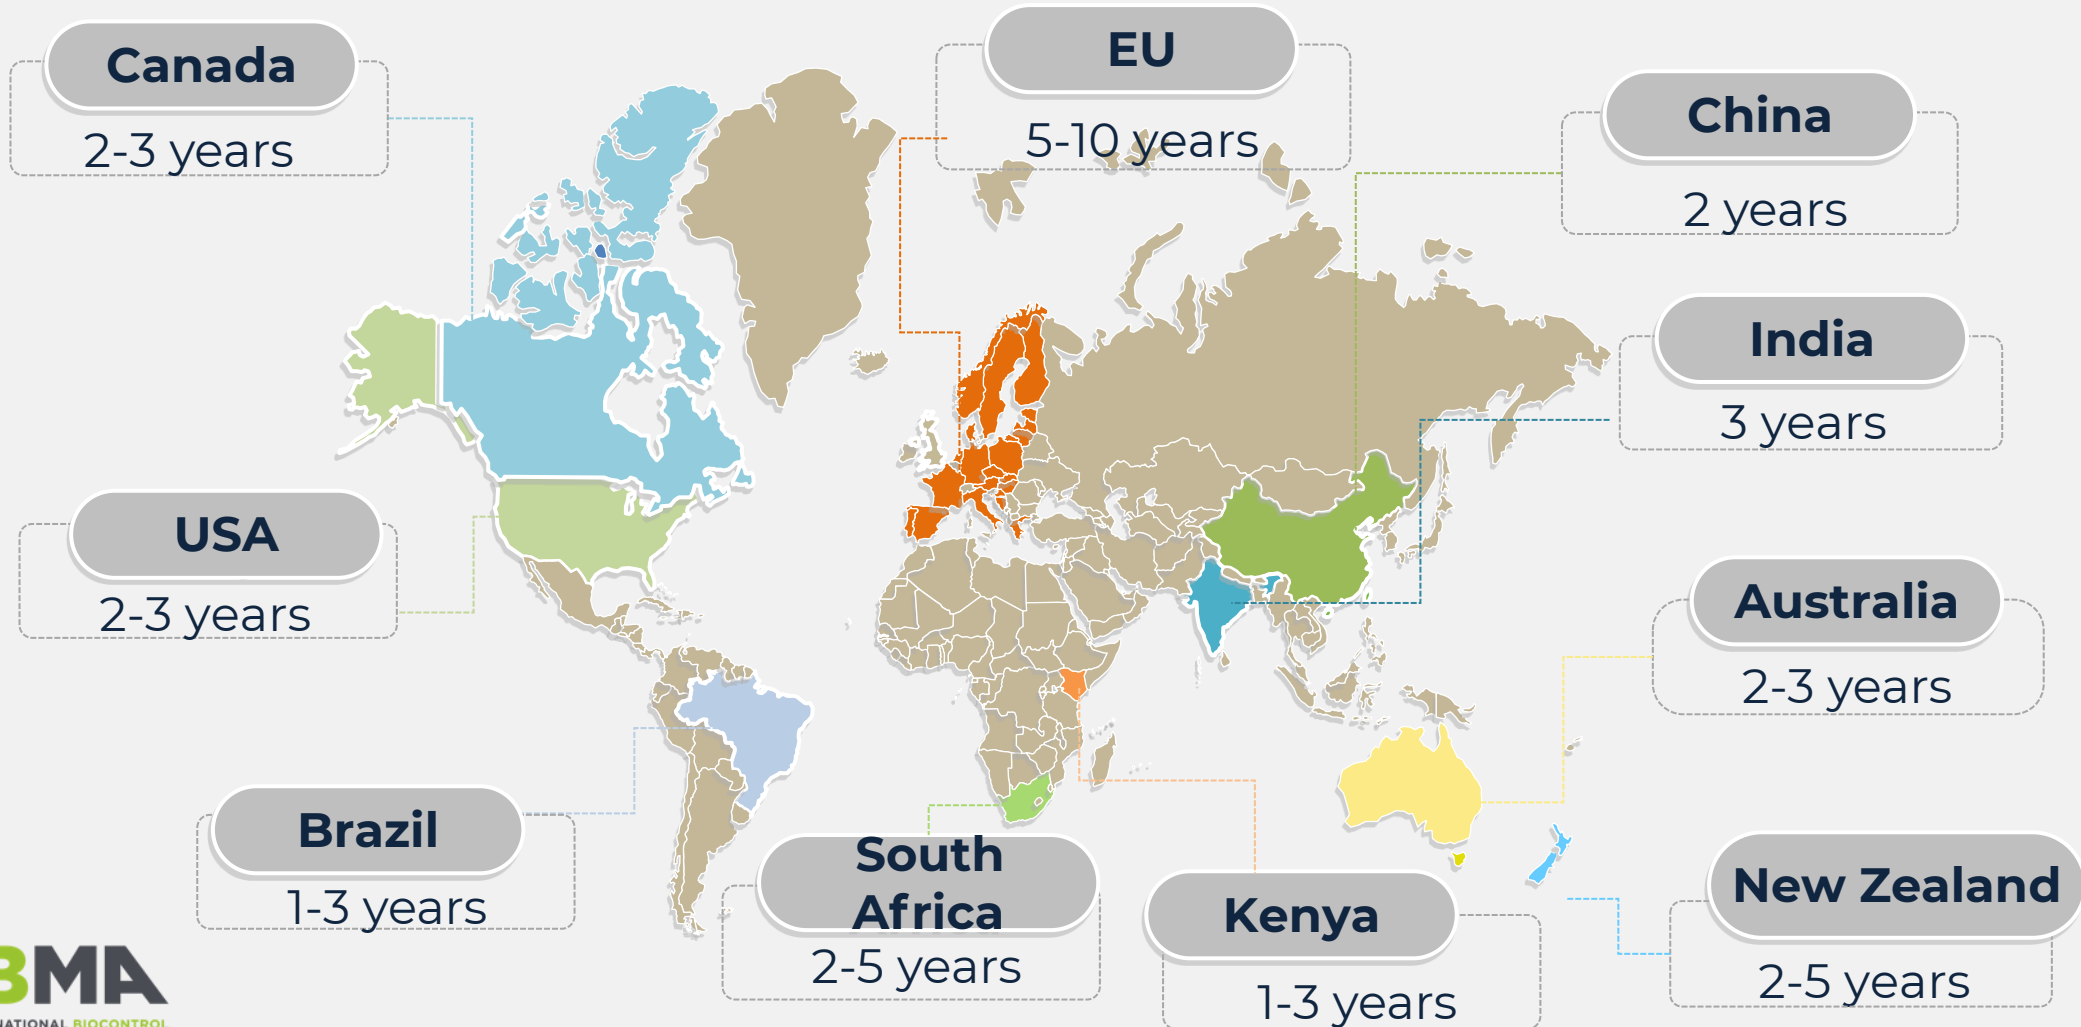 Canada
2-3 years
EU
5-10 years
China
2 years
India
3 years
USA
2-3 years
Australia
2-3 years
Brazil
1-3 years
South
Africa
2-5 years
Kenya
1-3 years
New Zealand
2-5 years
BMA
NATIONAL BIOCONTROL